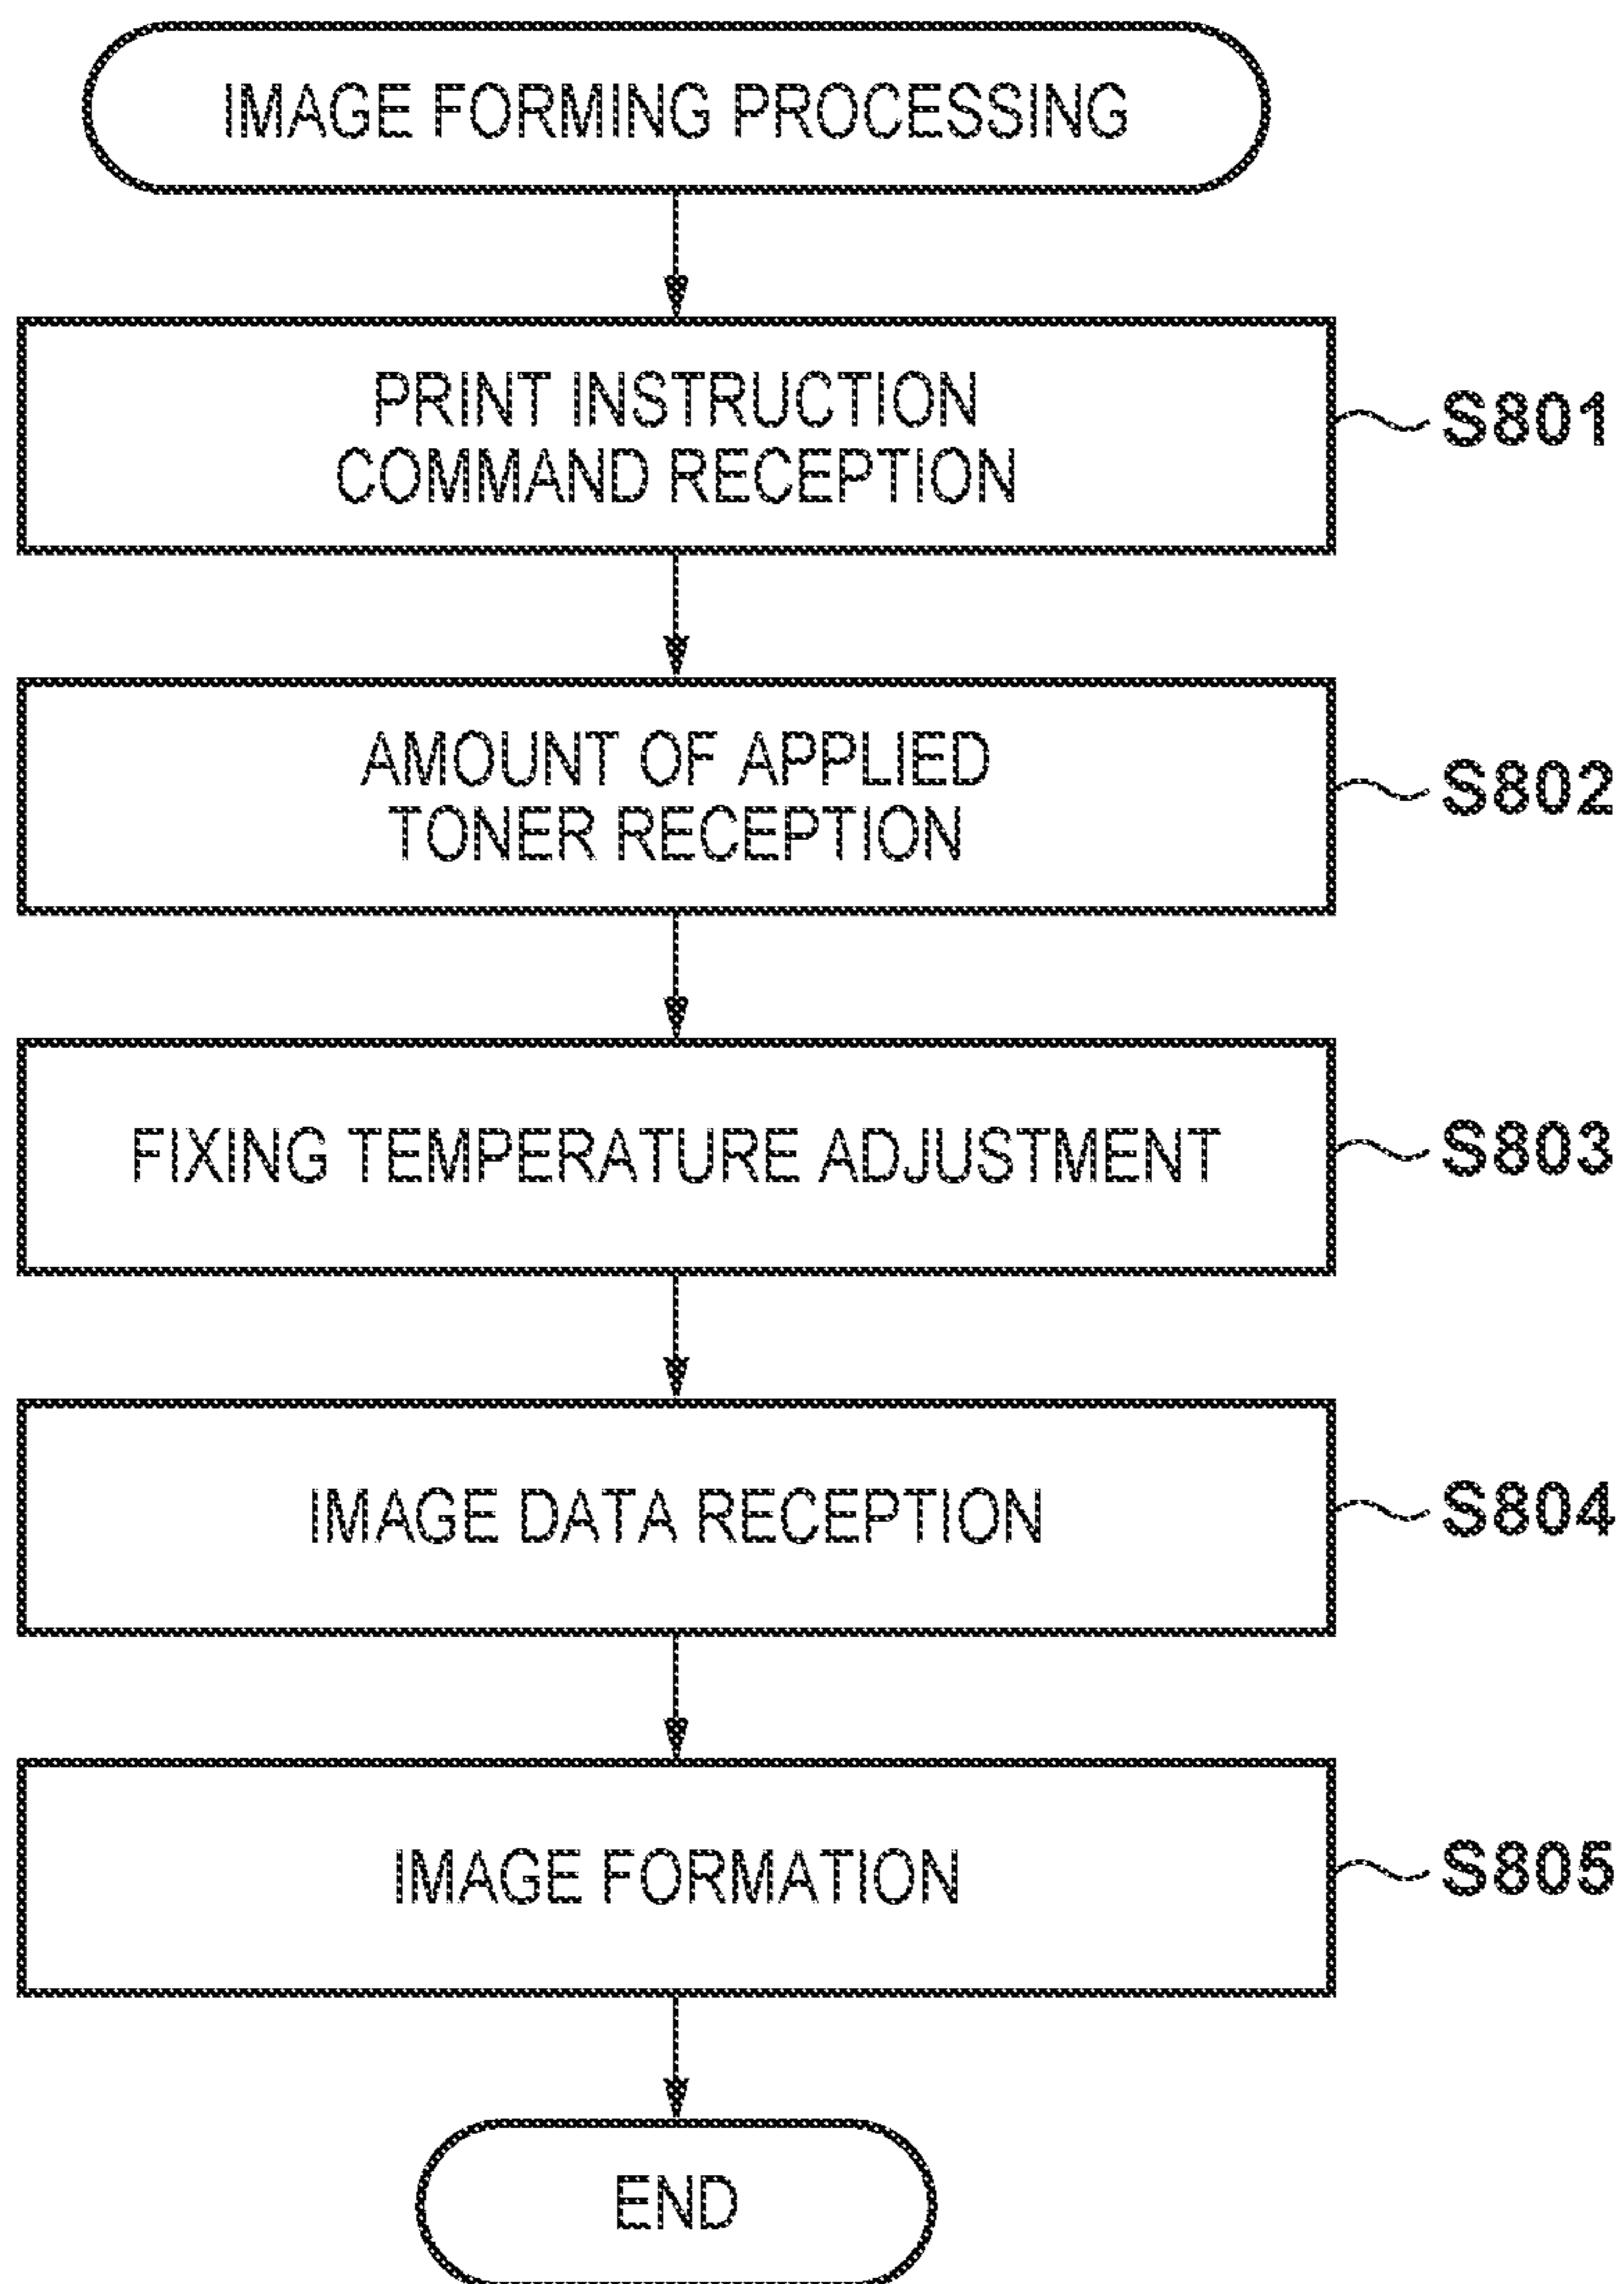 IMAGE FORMING PROCESSING
PRINT INSTRUCTION
COMMAND RECEPTION
S801
AMOUNT OF APPLIED
TONER RECEPTION
S802
FIXING TEMPERATURE ADJUSTMENT
S803
IMAGE DATA RECEPTION
S804
IMAGE FORMATION
S805
END